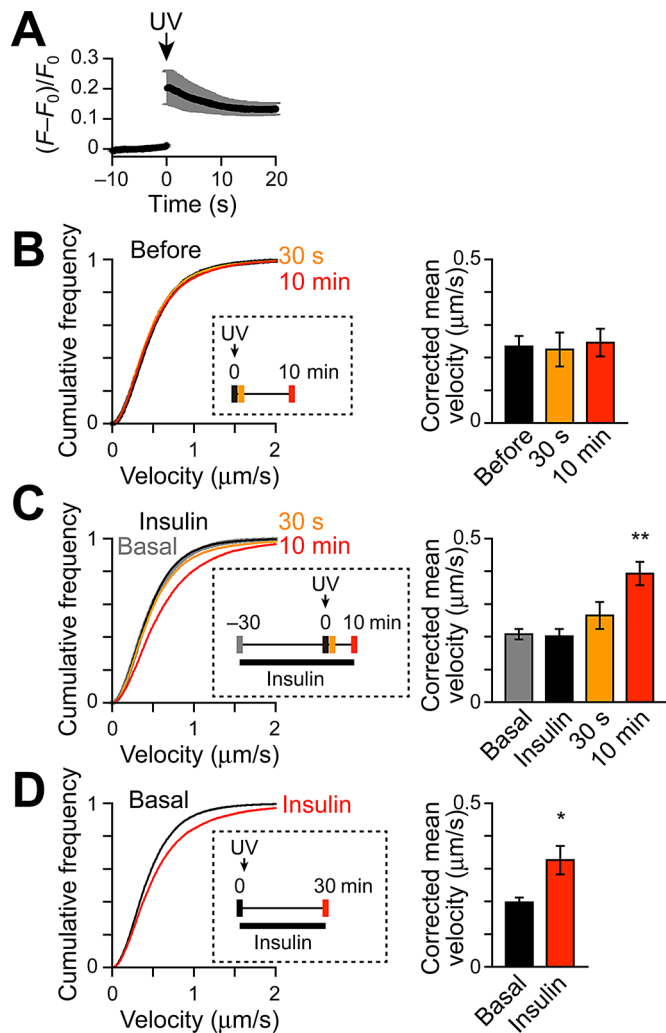 A
UV
(F–F0)/F0
0.3
0.2
0.1
0
–10
0
10
20
Time (s)
B
Cumulative frequency
1
0
Before
30 s
10 min
UV
0
10 min
0
1
2
Velocity (μm/s)
Corrected mean
velocity (μm/s)
0.5
0
Before
30 s
10 min
C
Cumulative frequency
1
0
Insulin
Basal
30 s
10 min
UV
–30
0
10 min
Insulin
0
1
2
Velocity (μm/s)
Corrected mean
velocity (μm/s)
0.5
0
**
Basal
Insulin
30 s
10 min
D
Cumulative frequency
1
0
Basal
Insulin
UV
0
30 min
Insulin
0
1
2
Velocity (μm/s)
Corrected mean
velocity (μm/s)
0.5
0
*
Basal
Insulin